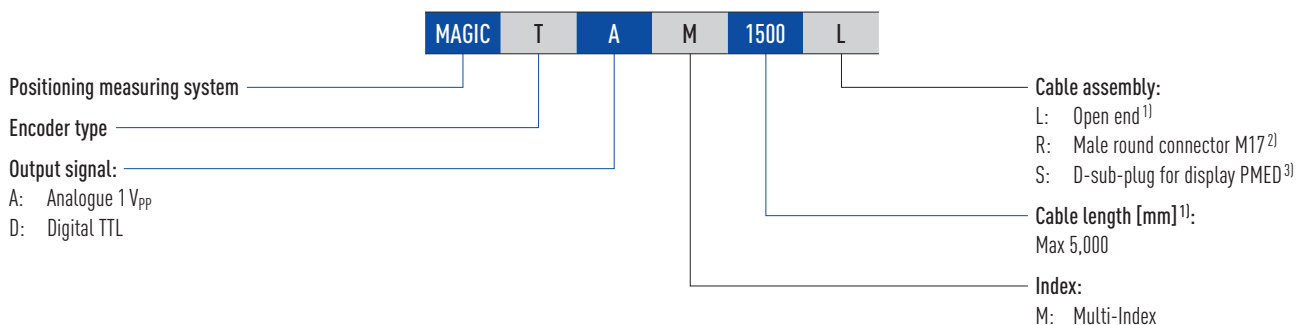 MAGIC T A M 1500 L
Positioning measuring system
Encoder type
Output signal:
A: Analogue 1 VPP
D: Digital TTL
Cable assembly:
L: Open end 1)
R: Male round connector M17 2)
S: D-sub-plug for display PMED 3)
Cable length [mm] 1):
Max 5,000
Index:
M: Multi-Index